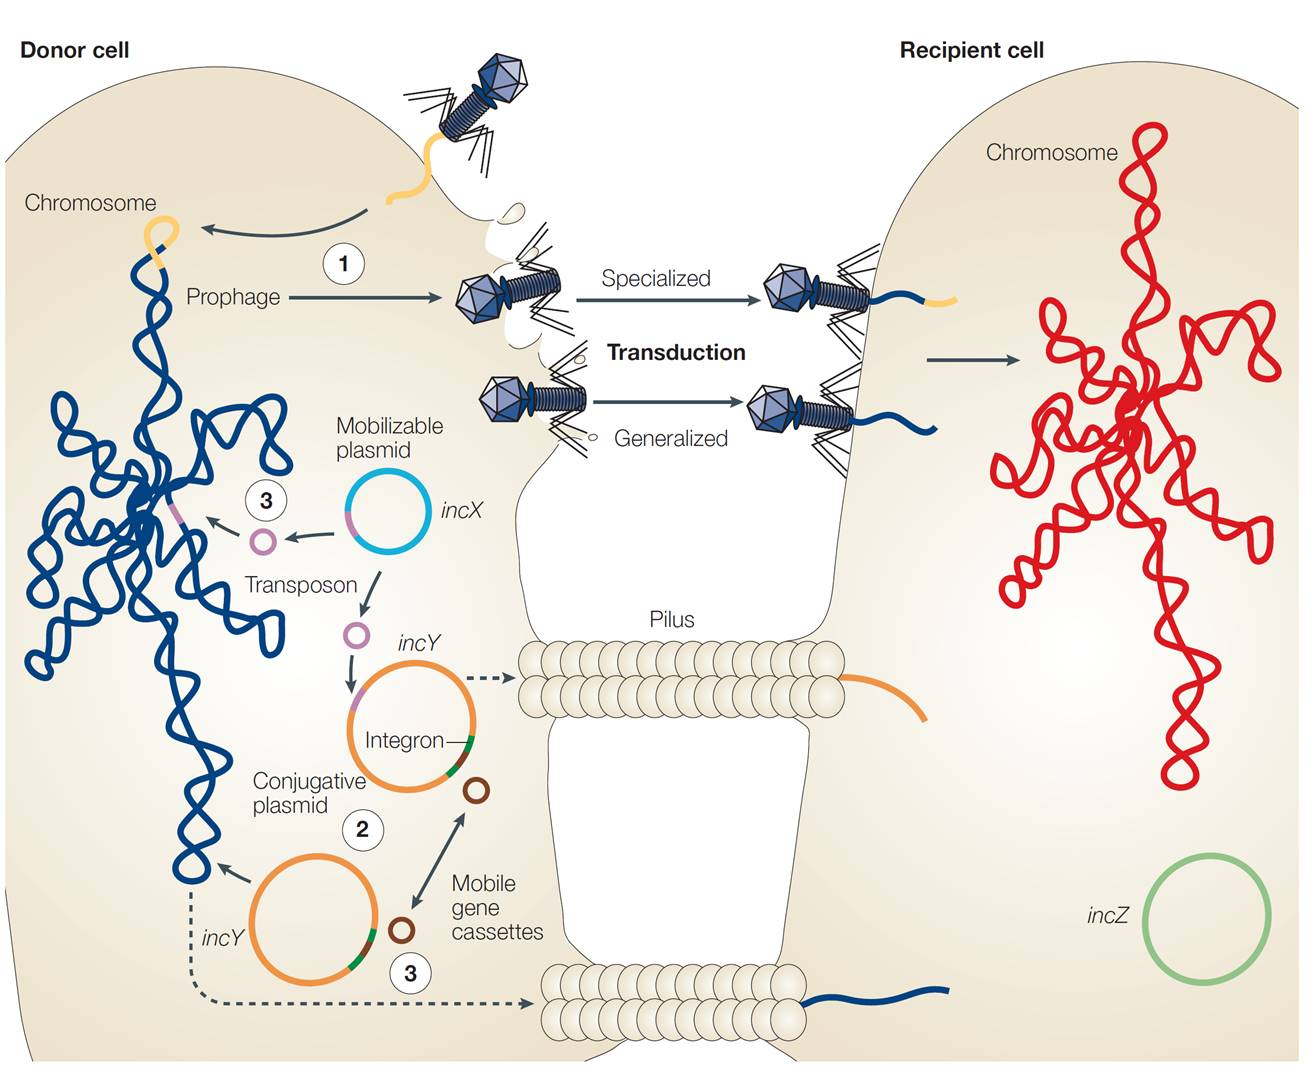 Donor cell
Recipient cell
Chromosome
Chromosome
1
Prophage
Specialized
Transduction
Generalized
Mobilizable
plasmid
3
incX
Transposon
Pilus
incY
Integron
Conjugative
plasmid
2
Mobile
gene
cassettes
incY
3
incZ